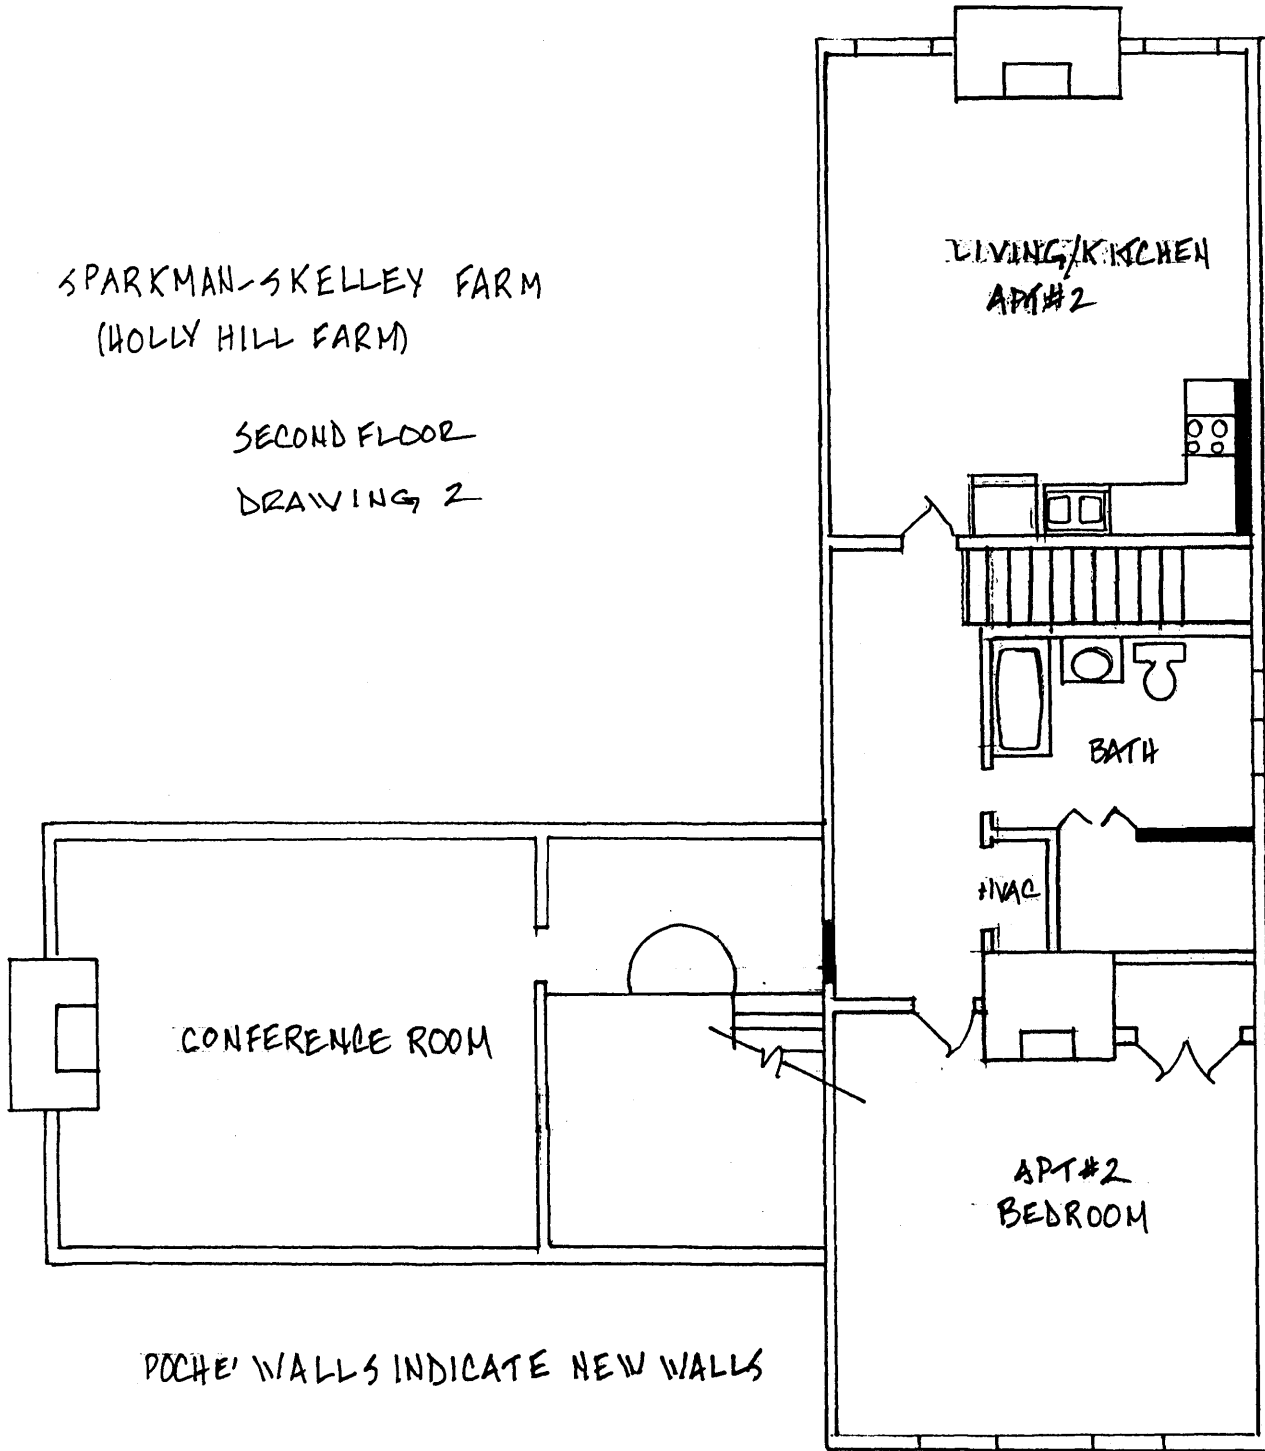 SPARKMAN-SKELLEY FARM
(HOLLY HILL FARM)
SECOND FLOOR
DRAWING 2
LIVING/KITCHEN
APT#2
BATH
HVAC
CONFERENCE ROOM
APT#2
BEDROOM
POCHE' WALLS INDICATE NEW WALLS